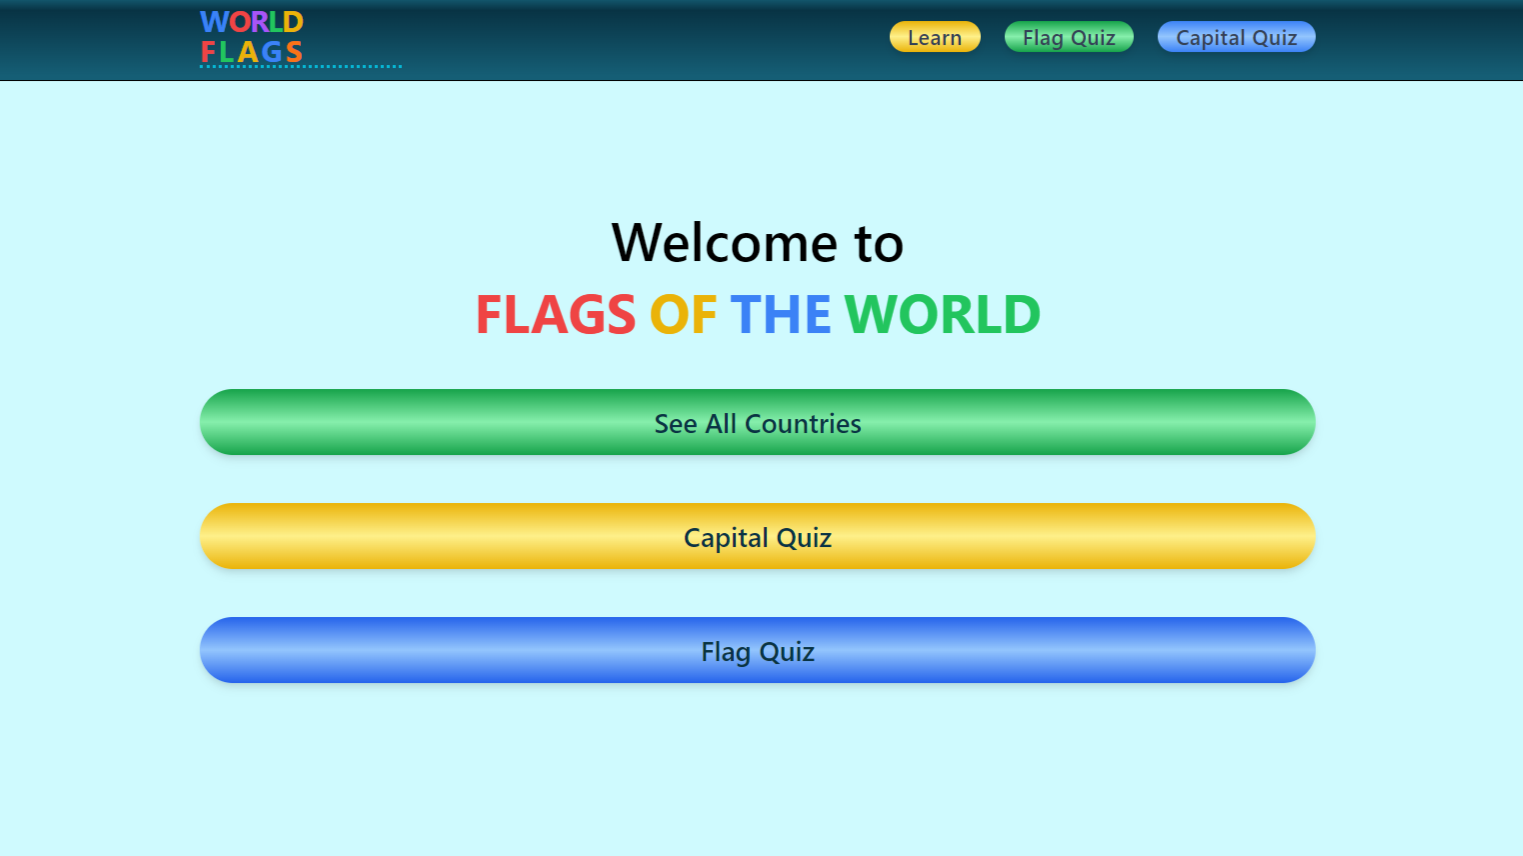 WORLD
FLAGS
Learn
Flag Quiz
Capital Quiz
Welcome to
FLAGS OF THE WORLD
See All Countries
Capital Quiz
Flag Quiz